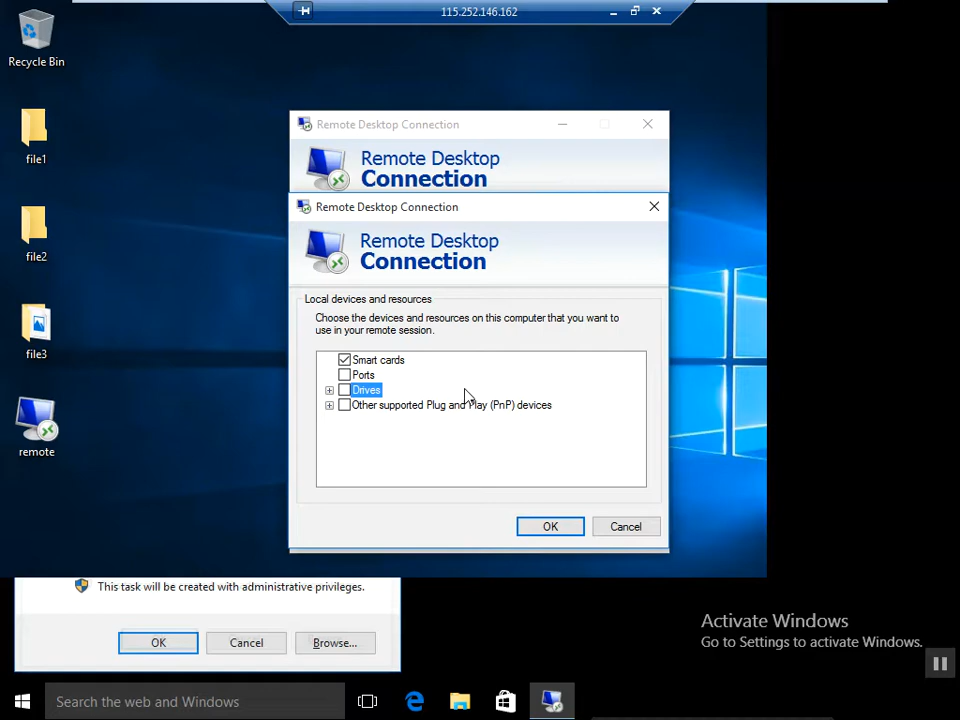 115.252.146.162
Recycle Bin
file1
file2
file3
remote
Remote Desktop Connection
Remote Desktop
Connection
Remote Desktop Connection
Remote Desktop
Connection
Local devices and resources
Choose the devices and resources on this computer that you want to
use in your remote session.
Smart cards
Ports
Drives
Other supported Plug and Play (PnP) devices
OK
Cancel
This task will be created with administrative privileges.
OK
Cancel
Browse...
Activate Windows
Go to Settings to activate Windows.
Search the web and Windows